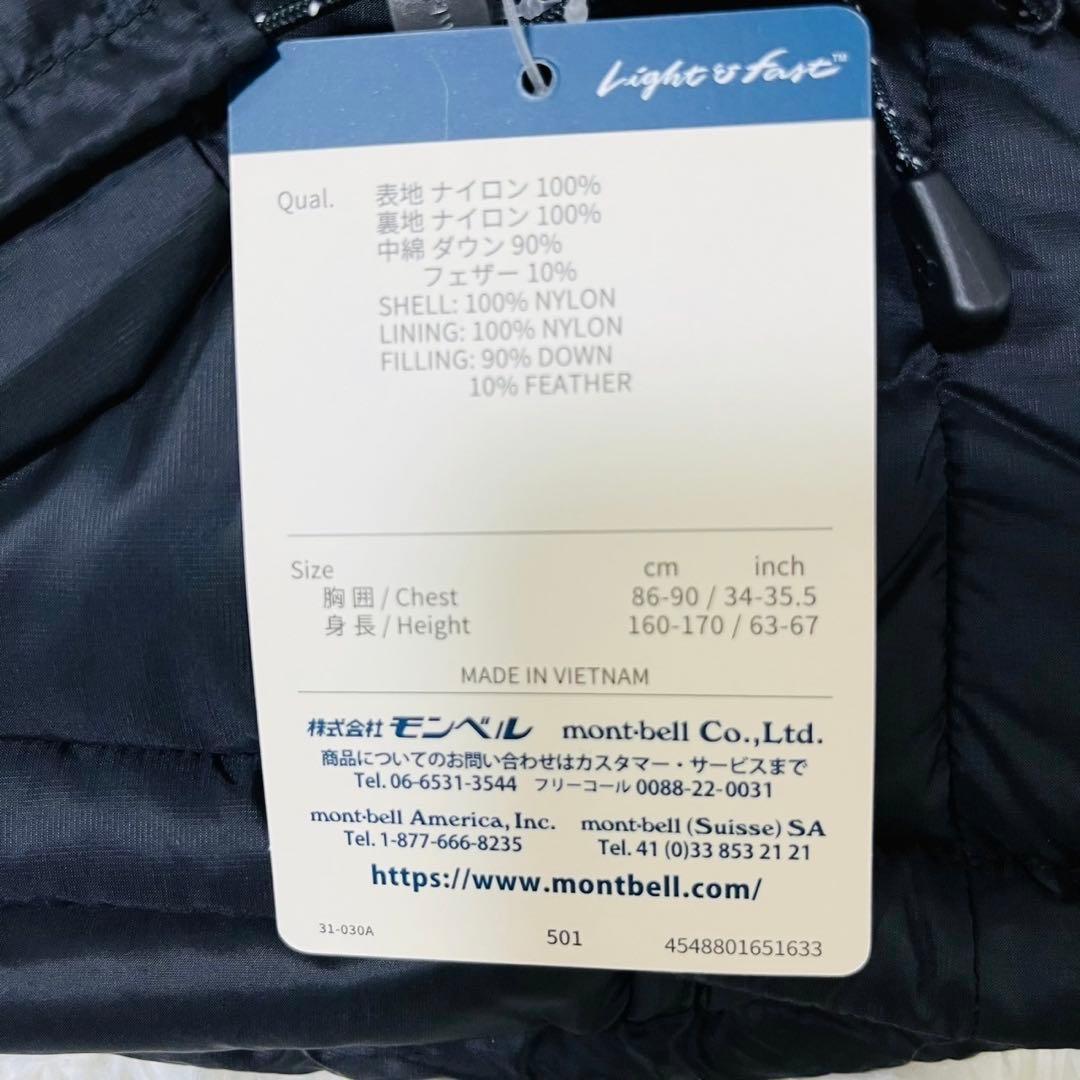 Light & fast™
Qual. 表地 ナイロン 100%
裏地 ナイロン 100%
中綿 ダウン 90%
フェザー 10%
SHELL: 100% NYLON
LINING: 100% NYLON
FILLING: 90% DOWN
10% FEATHER
Size cm inch
胸 囲 / Chest 86-90 / 34-35.5
身 長 / Height 160-170 / 63-67
MADE IN VIETNAM
株式会社 モンベル mont-bell Co.,Ltd.
商品についてのお問い合わせはカスタマー・サービスまで
Tel. 06-6531-3544 フリーコール 0088-22-0031
mont-bell America, Inc. mont-bell (Suisse) SA
Tel. 1-877-666-8235 Tel. 41 (0)33 853 21 21
https://www.montbell.com/
31-030A 501 4548801651633